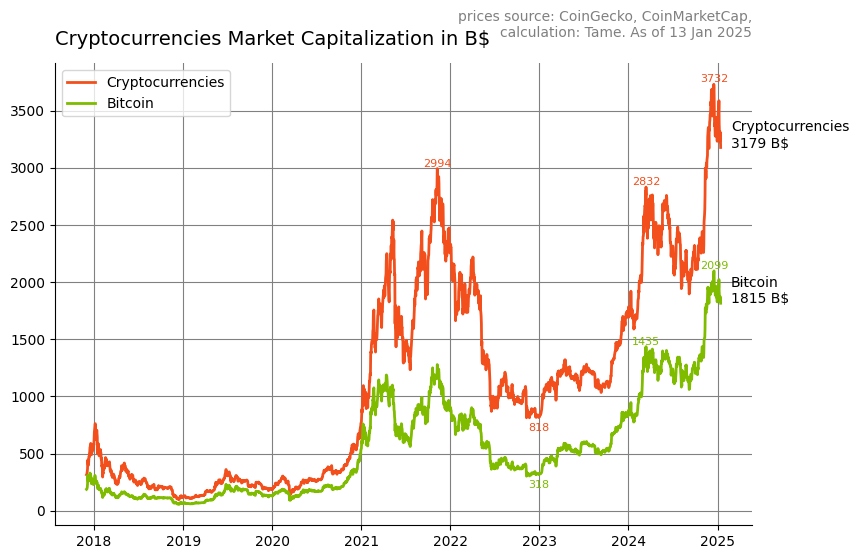 prices source: CoinGecko, CoinMarketCap,
calculation: Tame. As of 13 Jan 2025
Cryptocurrencies Market Capitalization in B$
Cryptocurrencies
Bitcoin
3732
3500
Cryptocurrencies
3179 B$
3000
2994
2832
2500
2099
2000
Bitcoin
1815 B$
1500
1435
1000
818
500
318
0
2018 2019 2020 2021 2022 2023 2024 2025